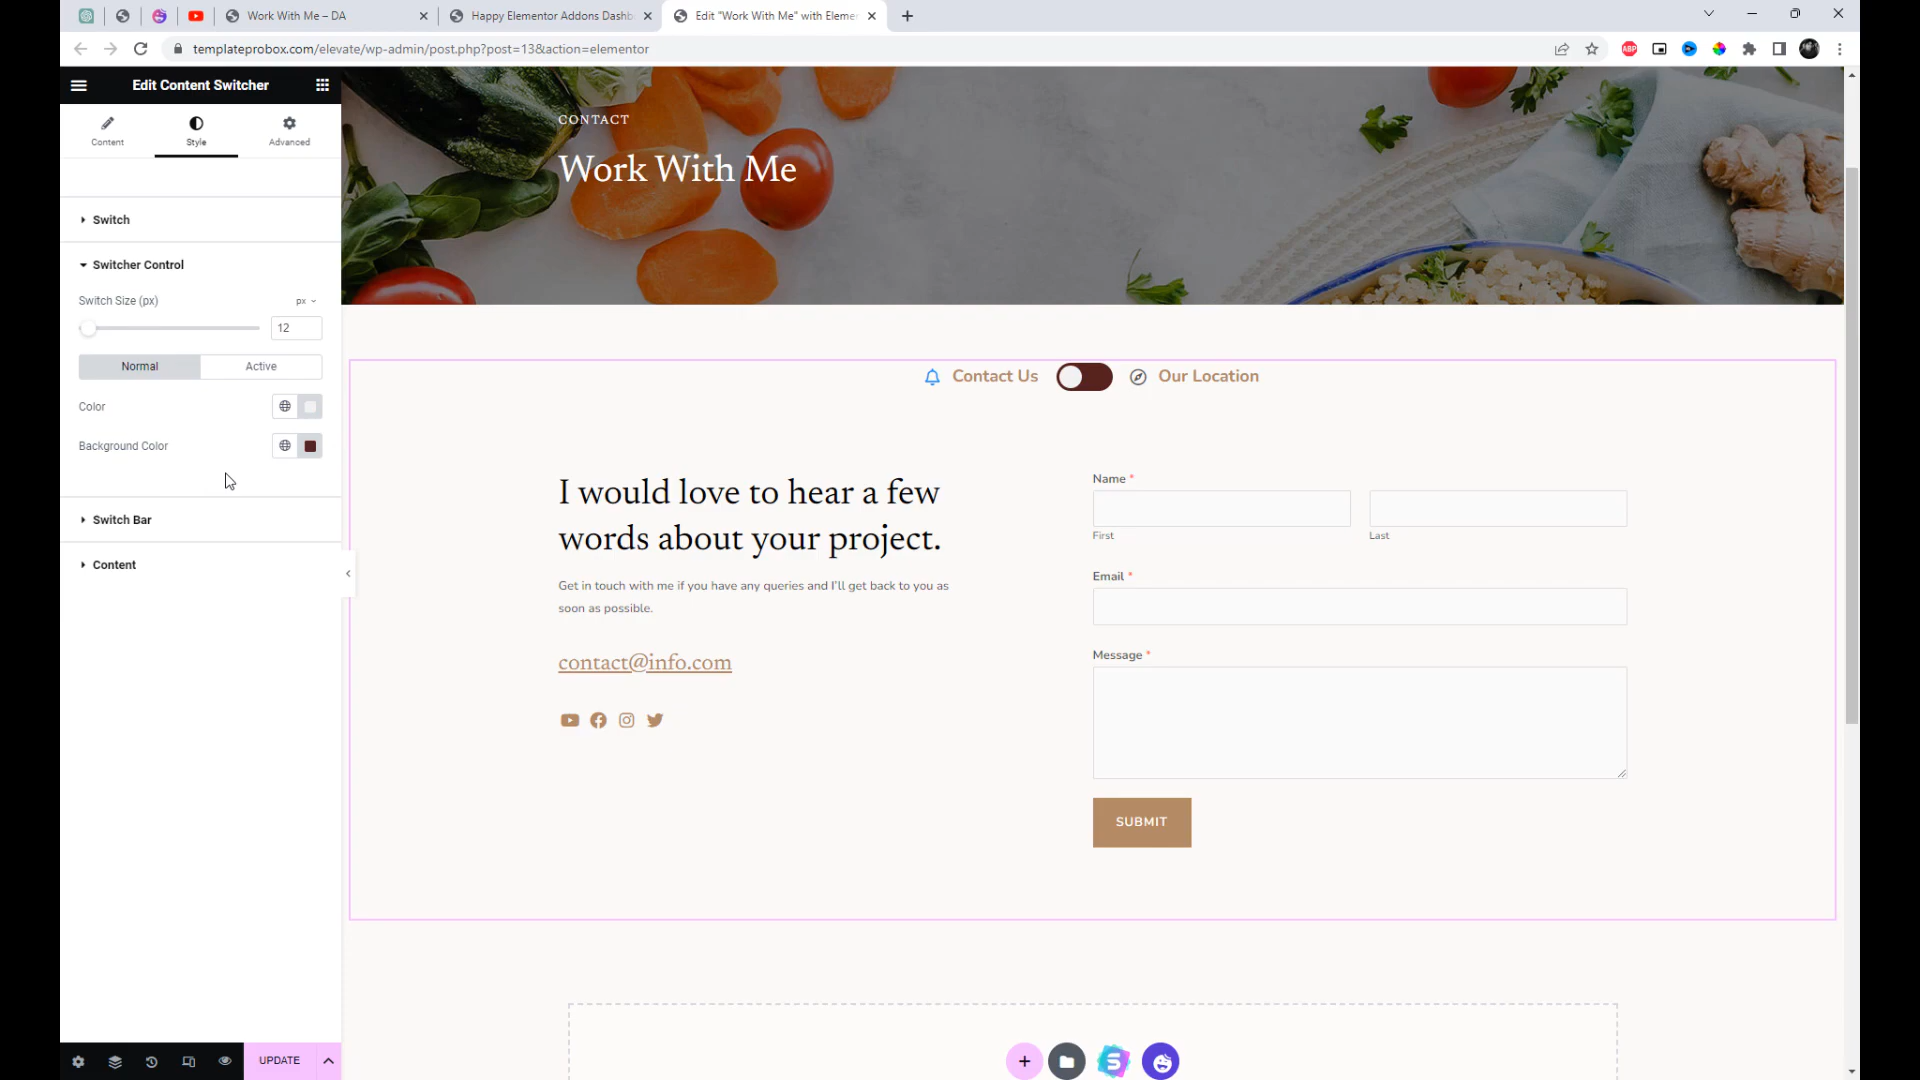 Work With Me – DA
Happy Elementor Addons Dashb
Edit "Work With Me" with Eleme
templateprobox.com/elevate/wp-admin/post.php?post=13&action=elementor
ABP
Edit Content Switcher
Content
Style
Advanced
Switch
Switcher Control
Switch Size (px)
px
12
Normal
Active
Color
Background Color
Switch Bar
Content
UPDATE
CONTACT
Work With Me
Contact Us
Our Location
I would love to hear a few
words about your project.
Get in touch with me if you have any queries and I'll get back to you as
soon as possible.
contact@info.com
Name *
First
Last
Email *
Message *
SUBMIT